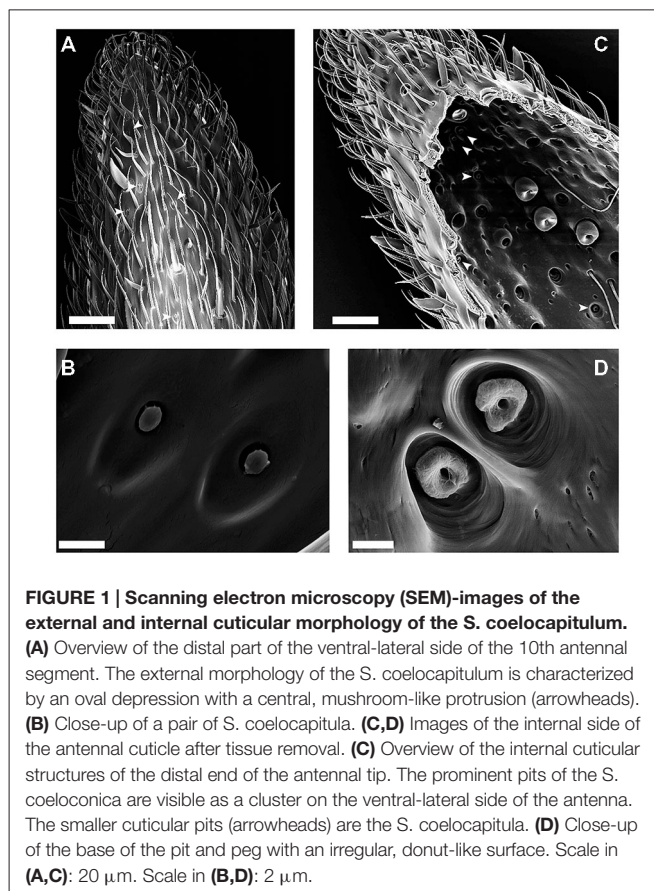 A
C
B
D
FIGURE 1 | Scanning electron microscopy (SEM)-images of the
external and internal cuticular morphology of the S. coelocapitulum.
(A) Overview of the distal part of the ventral-lateral side of the 10th antennal
segment. The external morphology of the S. coelocapitulum is characterized
by an oval depression with a central, mushroom-like protrusion (arrowheads).
(B) Close-up of a pair of S. coelocapitula. (C,D) Images of the internal side of
the antennal cuticle after tissue removal. (C) Overview of the internal cuticular
structures of the distal end of the antennal tip. The prominent pits of the S.
coeloconica are visible as a cluster on the ventral-lateral side of the antenna.
The smaller cuticular pits (arrowheads) are the S. coelocapitula. (D) Close-up
of the base of the pit and peg with an irregular, donut-like surface. Scale in
(A,C): 20 μm. Scale in (B,D): 2 μm.